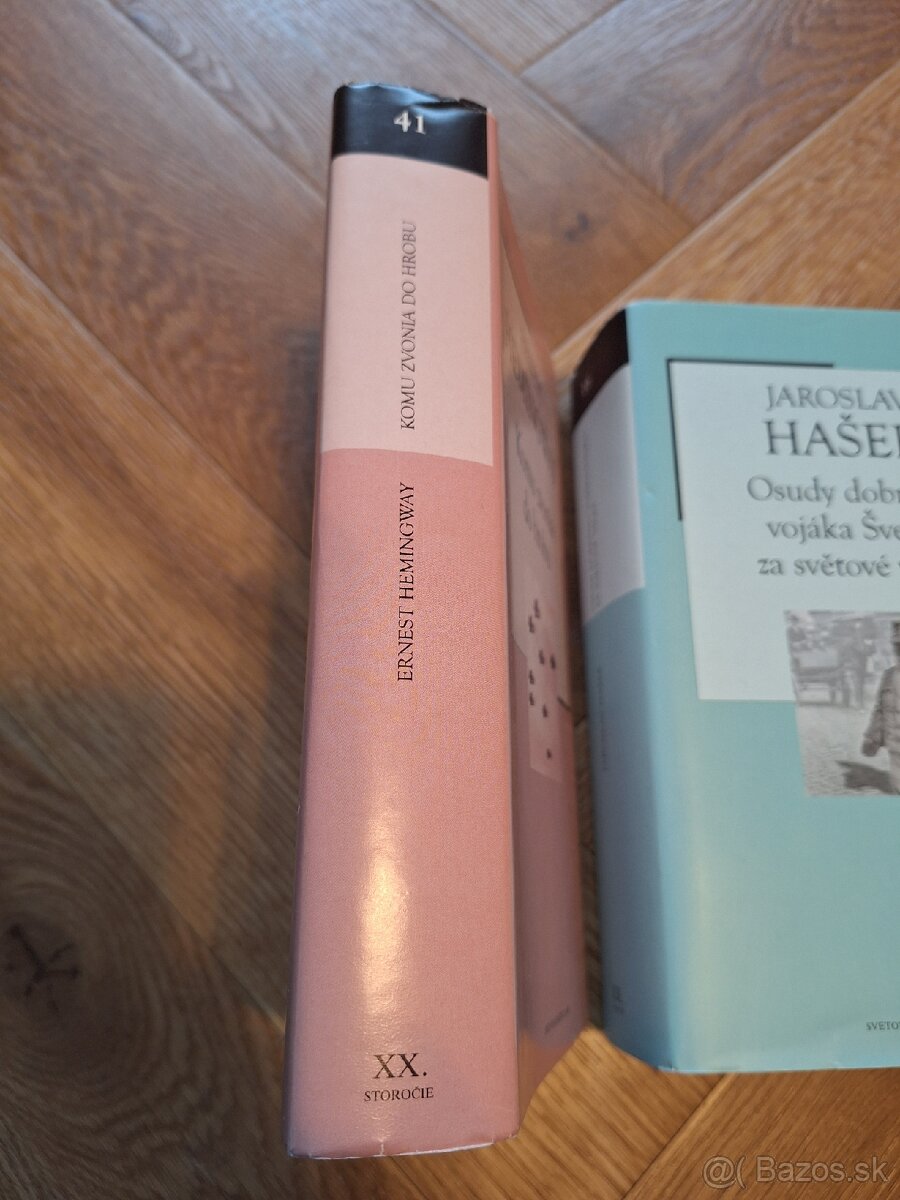 41
KOMU ZVONIA DO HROBU
ERNEST HEMINGWAY
XX.
STOROČIE
JAROSLAV
HAŠE
Osudy dobr
vojáka Šve
za světové
SVETO
@( Bazos.sk